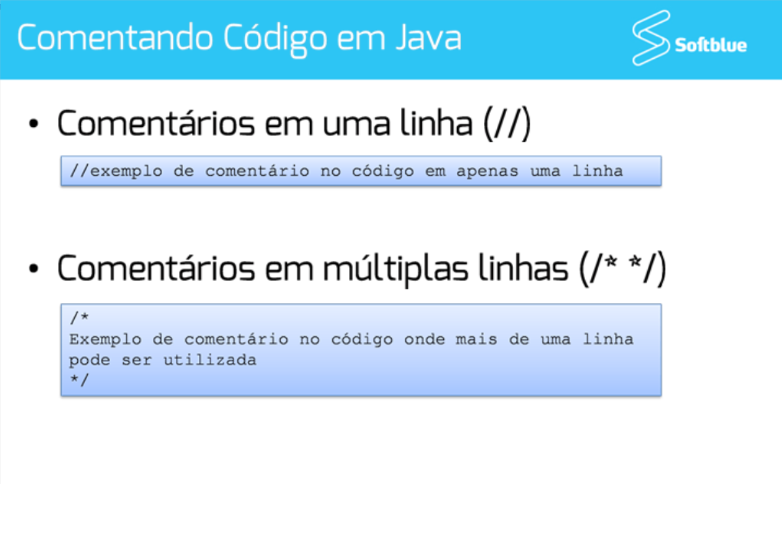 Comentando Código em Java
Softblue
• Comentários em uma linha (//)
//exemplo de comentário no código em apenas uma linha
• Comentários em múltiplas linhas (/* */)
/*
Exemplo de comentário no código onde mais de uma linha
pode ser utilizada
*/